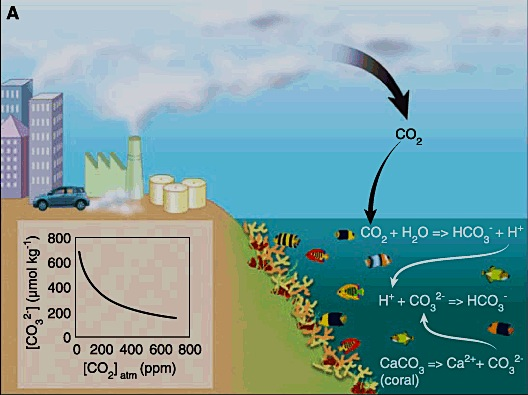 A
CO₂
CO₂ + H₂O => HCO₃⁻ + H⁺
H⁺ + CO₃²⁻ => HCO₃⁻
CaCO₃ => Ca²⁺ + CO₃²⁻
(coral)
[CO₃²⁻] (µmol kg⁻¹)
800
600
400
200
0
0 200 400 600 800
[CO₂]atm (ppm)